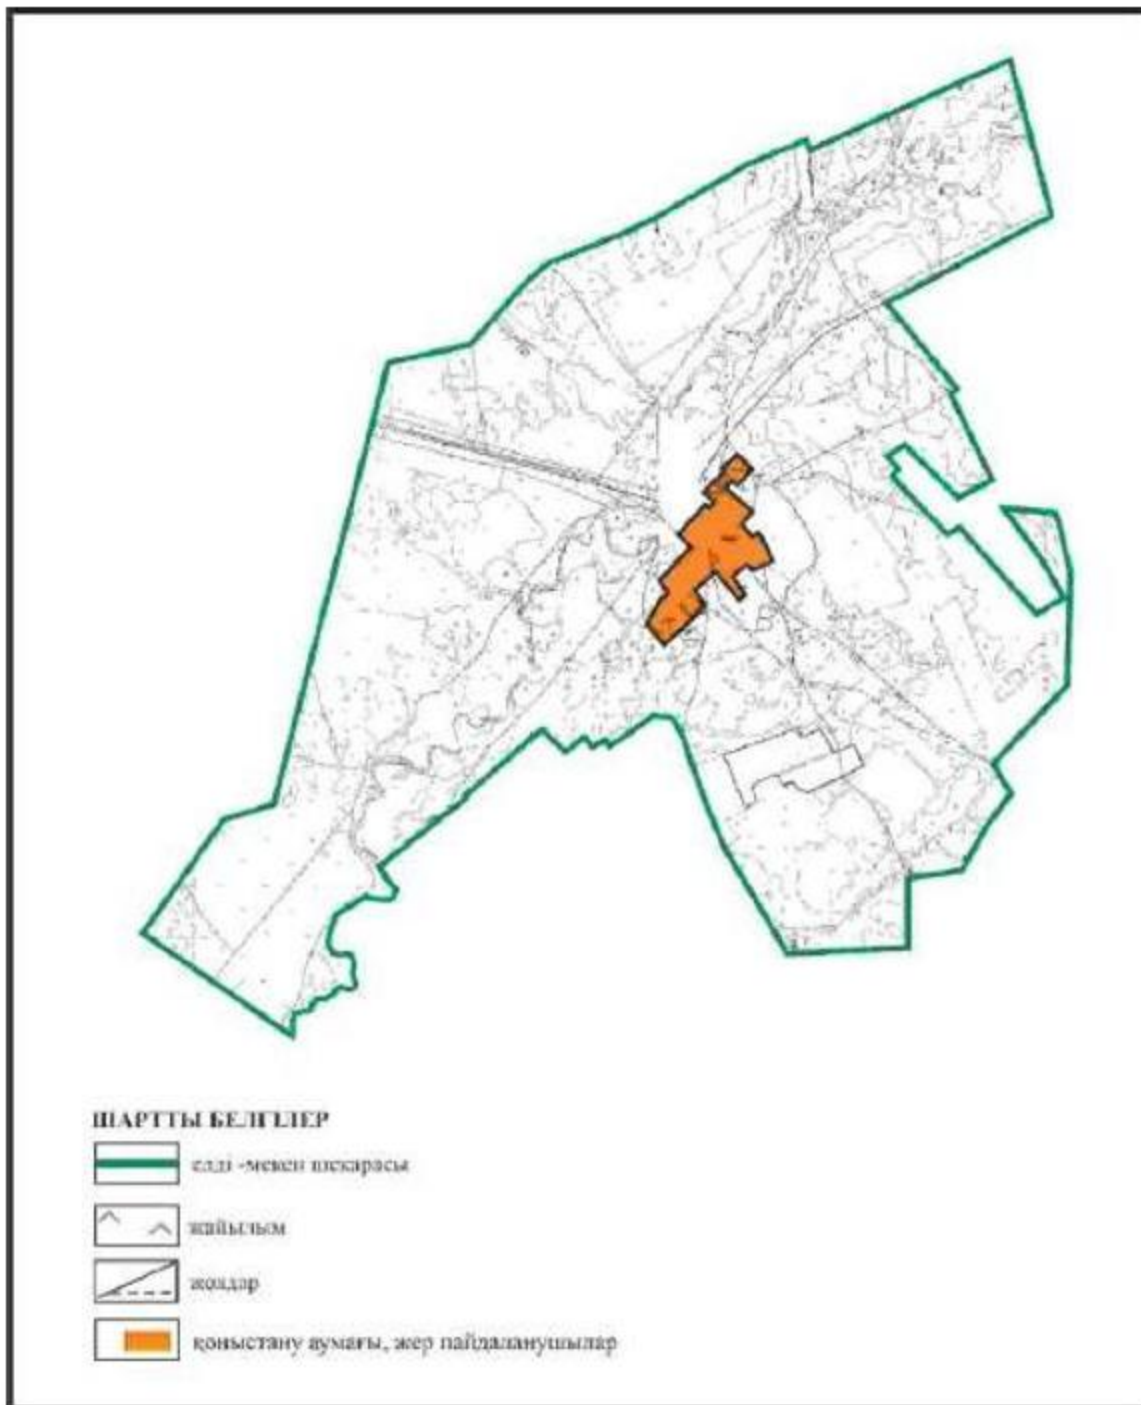 ШАРТТЫ БЕЛГІЛЕР
елді -мекен шекарасы
жайылым
жолдар
қоныстану аумағы, жер пайдаланушылар